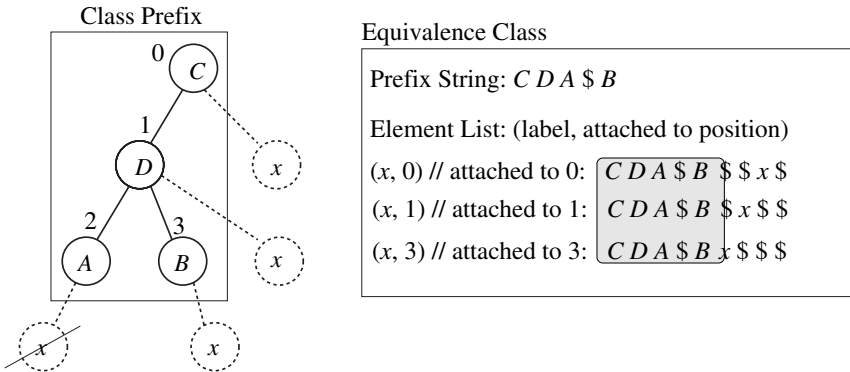 Class Prefix
0
C
1
D
x
2
3
A
B
x
x
x
Equivalence Class
Prefix String: C D A $ B
Element List: (label, attached to position)
(x, 0) // attached to 0: C D A $ B $ $ x $
(x, 1) // attached to 1: C D A $ B $ x $ $
(x, 3) // attached to 3: C D A $ B x $ $ $